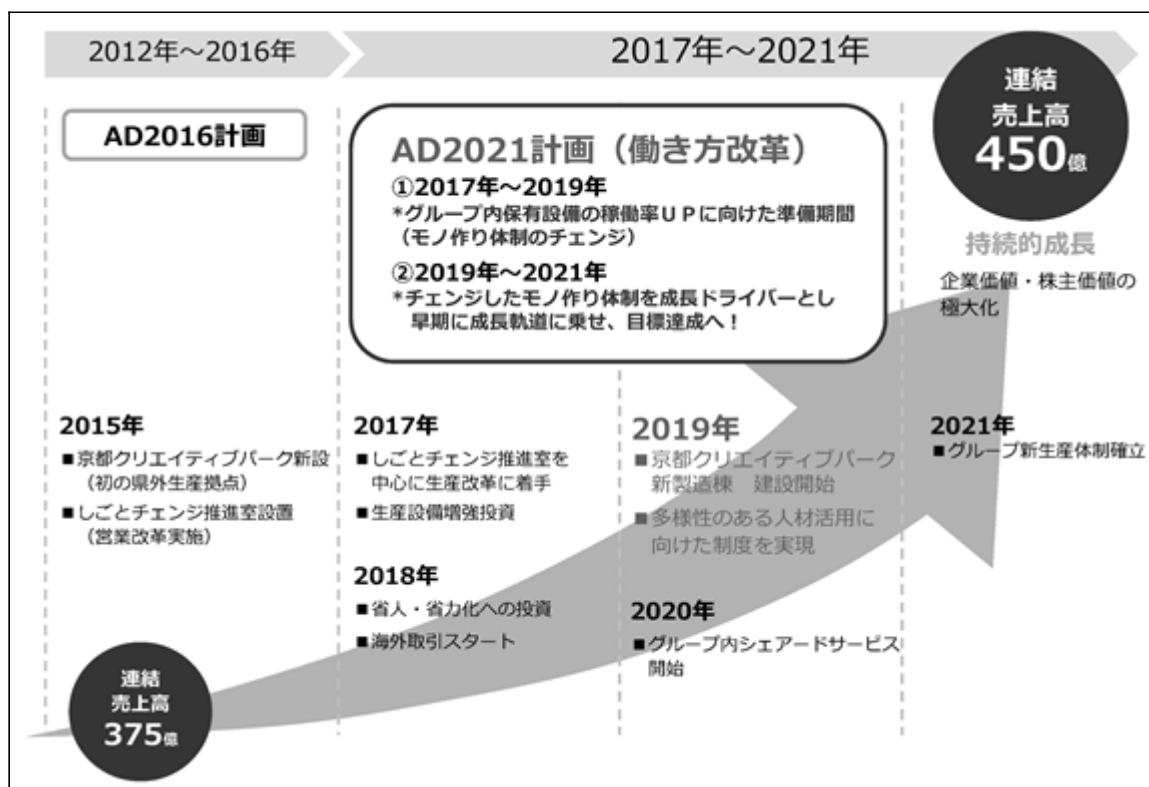 2012年～2016年
2017年～2021年
連結
売上高
450億
AD2016計画
AD2021計画（働き方改革）
①2017年～2019年
*グループ内保有設備の稼働率ＵＰに向けた準備期間
（モノ作り体制のチェンジ）
②2019年～2021年
*チェンジしたモノ作り体制を成長ドライバーとし
早期に成長軌道に乗せ、目標達成へ！
持続的成長
企業価値・株主価値の
極大化
2015年
■京都クリエイティブパーク新設
（初の県外生産拠点）
■しごとチェンジ推進室設置
（営業改革実施）
2017年
■しごとチェンジ推進室を
中心に生産改革に着手
■生産設備増強投資
2018年
■省人・省力化への投資
■海外取引スタート
2019年
■京都クリエイティブパーク
新製造棟　建設開始
■多様性のある人材活用に
向けた制度を実現
2020年
■グループ内シェアードサービス
開始
2021年
■グループ新生産体制確立
連結
売上高
375億